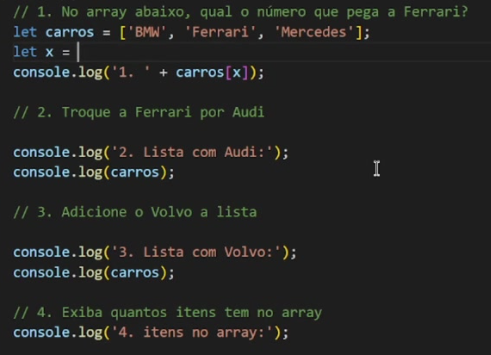 // 1. No array abaixo, qual o número que pega a Ferrari?
let carros = ['BMW', 'Ferrari', 'Mercedes'];
let x =
console.log('1. ' + carros[x]);
// 2. Troque a Ferrari por Audi
console.log('2. Lista com Audi:');
console.log(carros);
// 3. Adicione o Volvo a lista
console.log('3. Lista com Volvo:');
console.log(carros);
// 4. Exiba quantos itens tem no array
console.log('4. itens no array:');